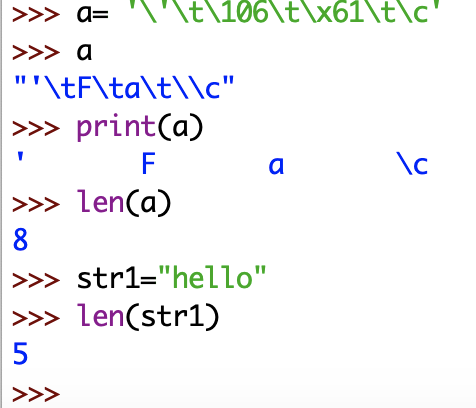 >>> a= '\'\t\106\t\x61\t\c'
>>> a
"'\tF\ta\t\\c"
>>> print(a)
'	F	a	\c
>>> len(a)
8
>>> str1="hello"
>>> len(str1)
5
>>>